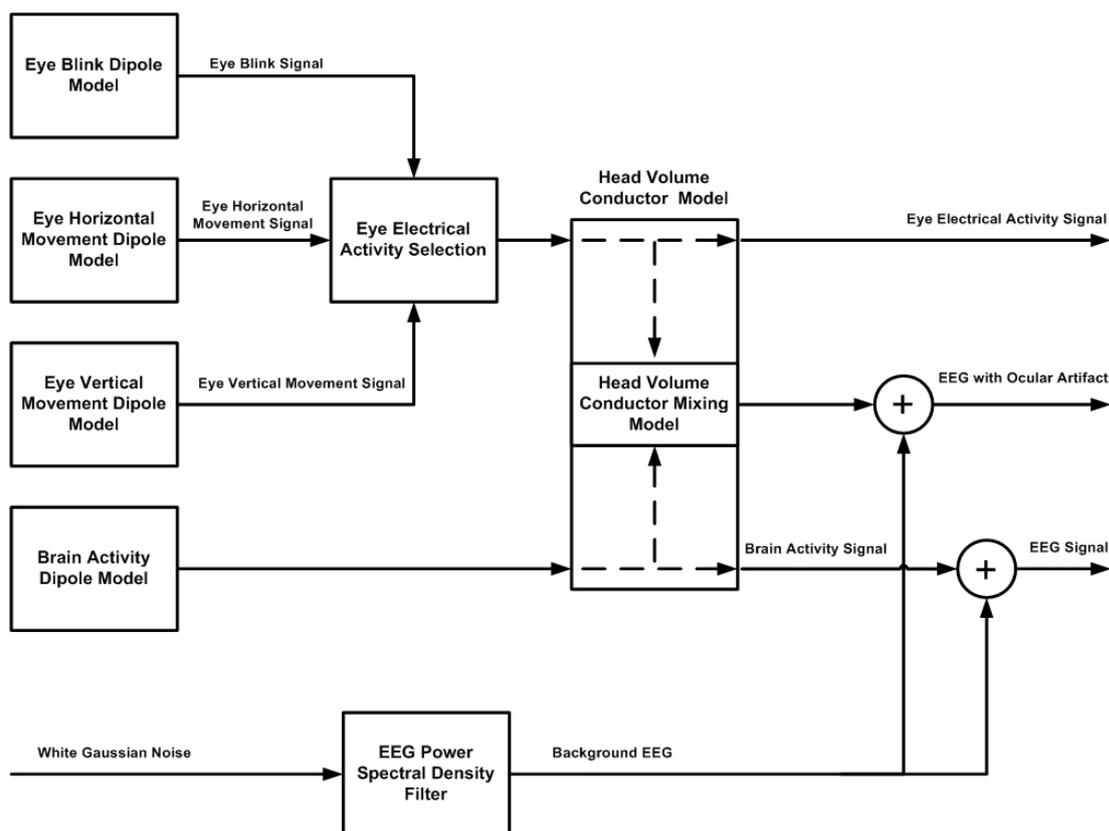 Eye Blink Dipole
Model
Eye Blink Signal
Eye Horizontal
Movement Dipole
Model
Eye Horizontal
Movement Signal
Eye Electrical
Activity Selection
Head Volume
Conductor Model
Eye Electrical Activity Signal
Eye Vertical
Movement Dipole
Model
Eye Vertical Movement Signal
Head Volume
Conductor Mixing
Model
+
EEG with Ocular Artifact
Brain Activity
Dipole Model
Brain Activity Signal
+
EEG Signal
White Gaussian Noise
EEG Power
Spectral Density
Filter
Background EEG